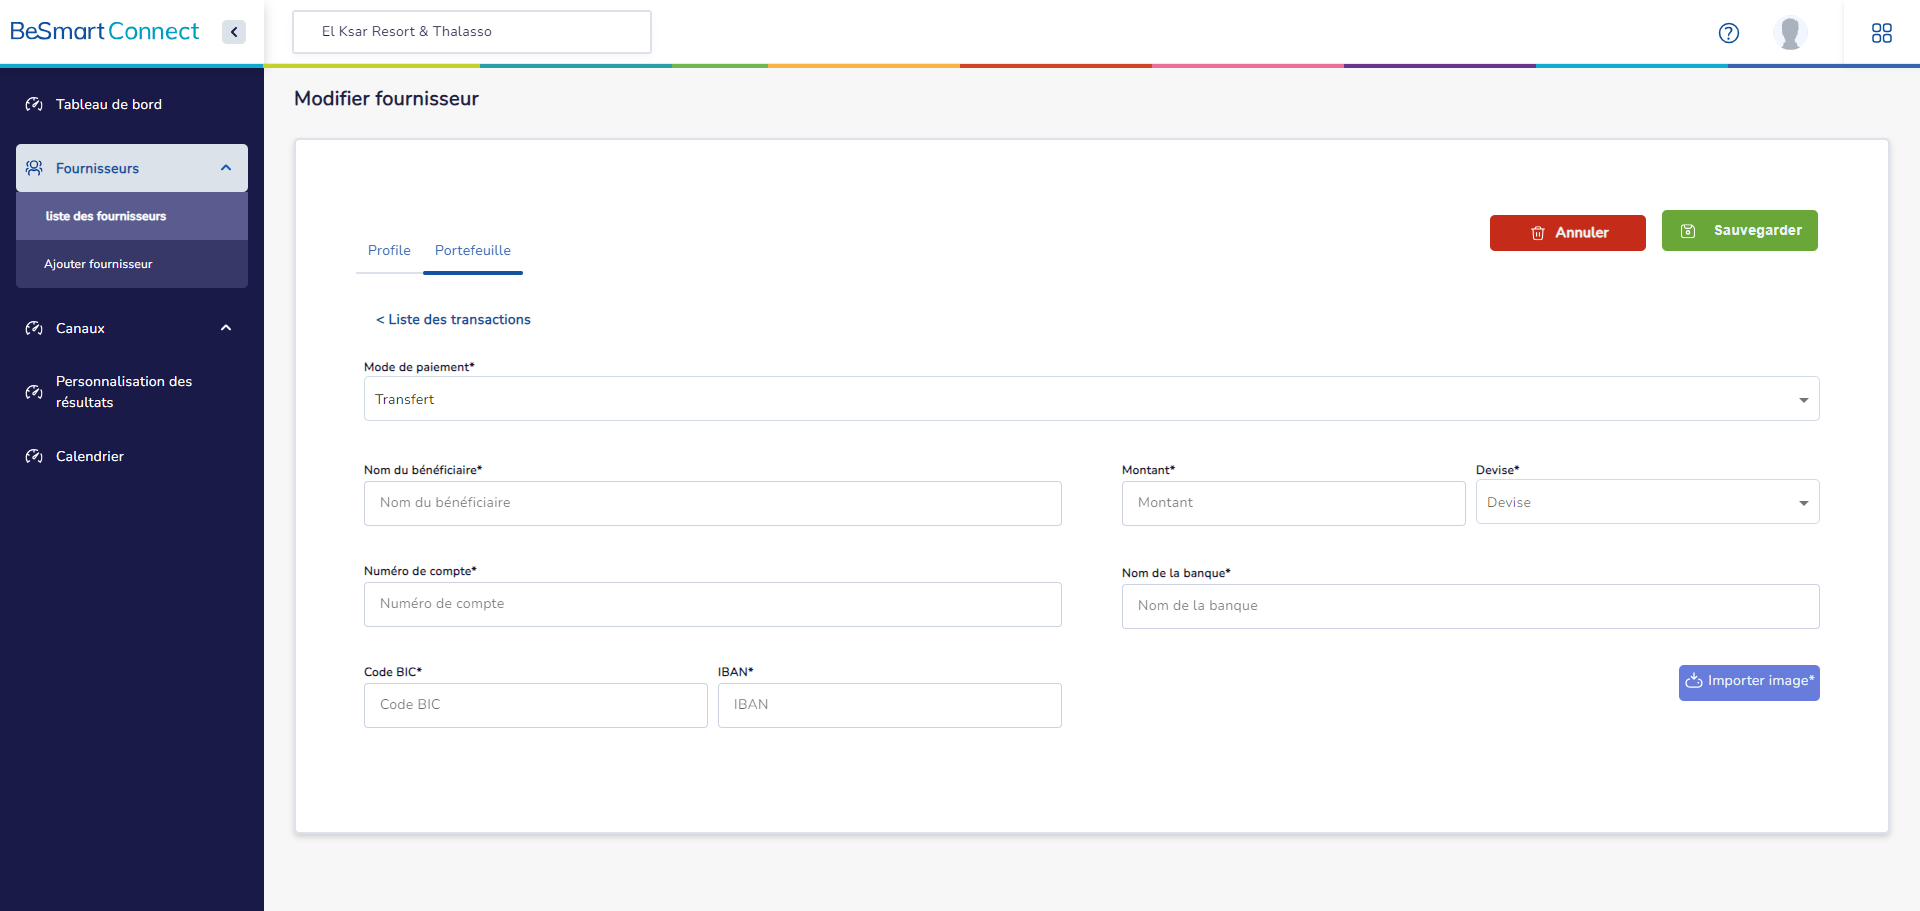 BeSmart Connect
El Ksar Resort & Thalasso
Tableau de bord
Fournisseurs
liste des fournisseurs
Ajouter fournisseur
Canaux
Personnalisation des
résultats
Calendrier
Modifier fournisseur
Annuler
Sauvegarder
Profile
Portefeuille
< Liste des transactions
Mode de paiement*
Transfert
Nom du bénéficiaire*
Nom du bénéficiaire
Montant*
Montant
Devise*
Devise
Numéro de compte*
Numéro de compte
Nom de la banque*
Nom de la banque
Code BIC*
Code BIC
IBAN*
IBAN
Importer image*